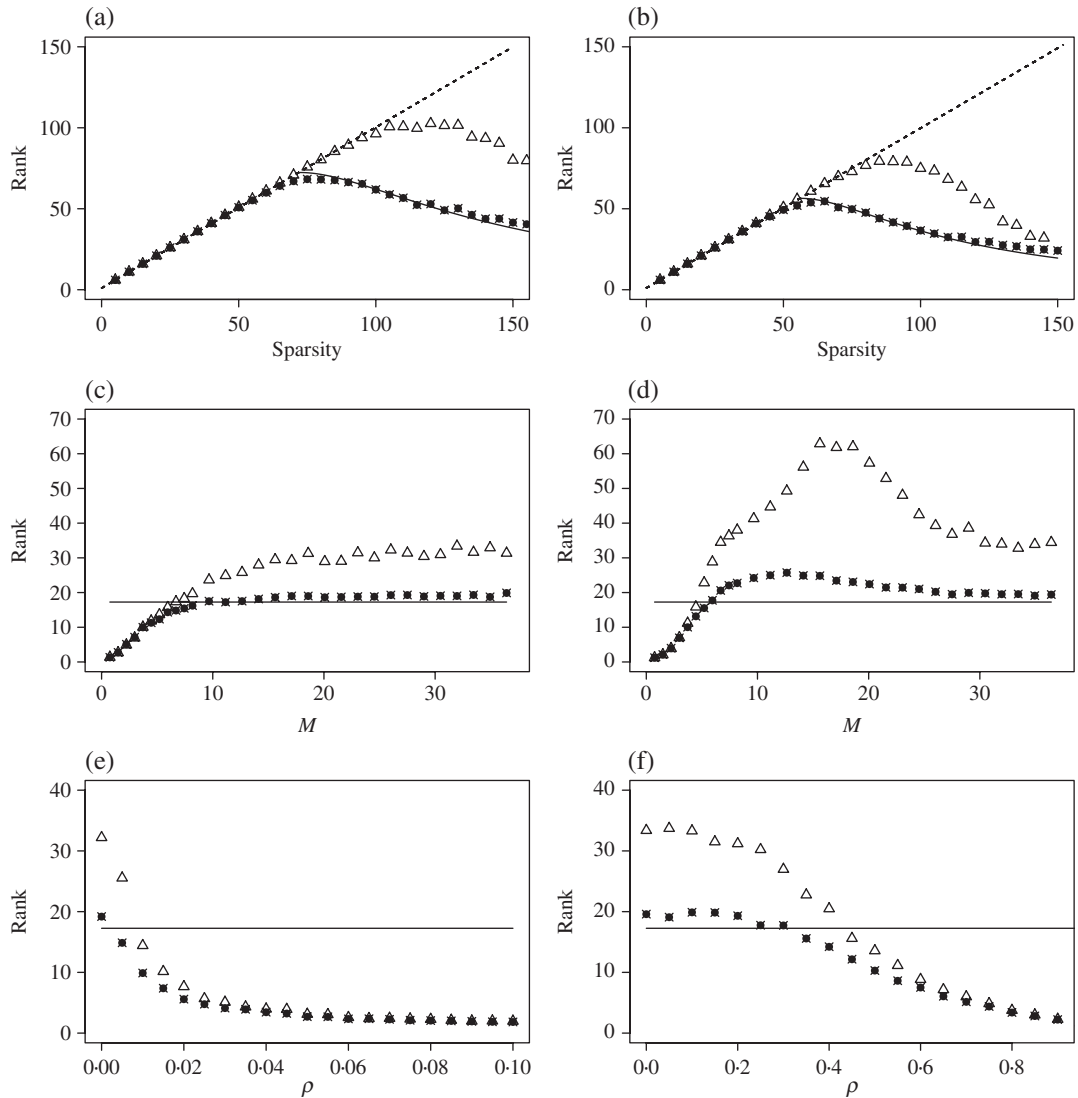 (a) (b)
150 150
100 100
Rank Rank
50 50
0 0
0 50 100 150 0 50 100 150
Sparsity Sparsity
(c) (d)
70 70
60 60
50 50
40 40
Rank Rank
30 30
20 20
10 10
0 0
0 10 20 30 0 10 20 30
M M
(e) (f)
40 40
30 30
Rank Rank
20 20
10 10
0 0
0·00 0·02 0·04 0·06 0·08 0·10 0·0 0·2 0·4 0·6 0·8
ρ ρ